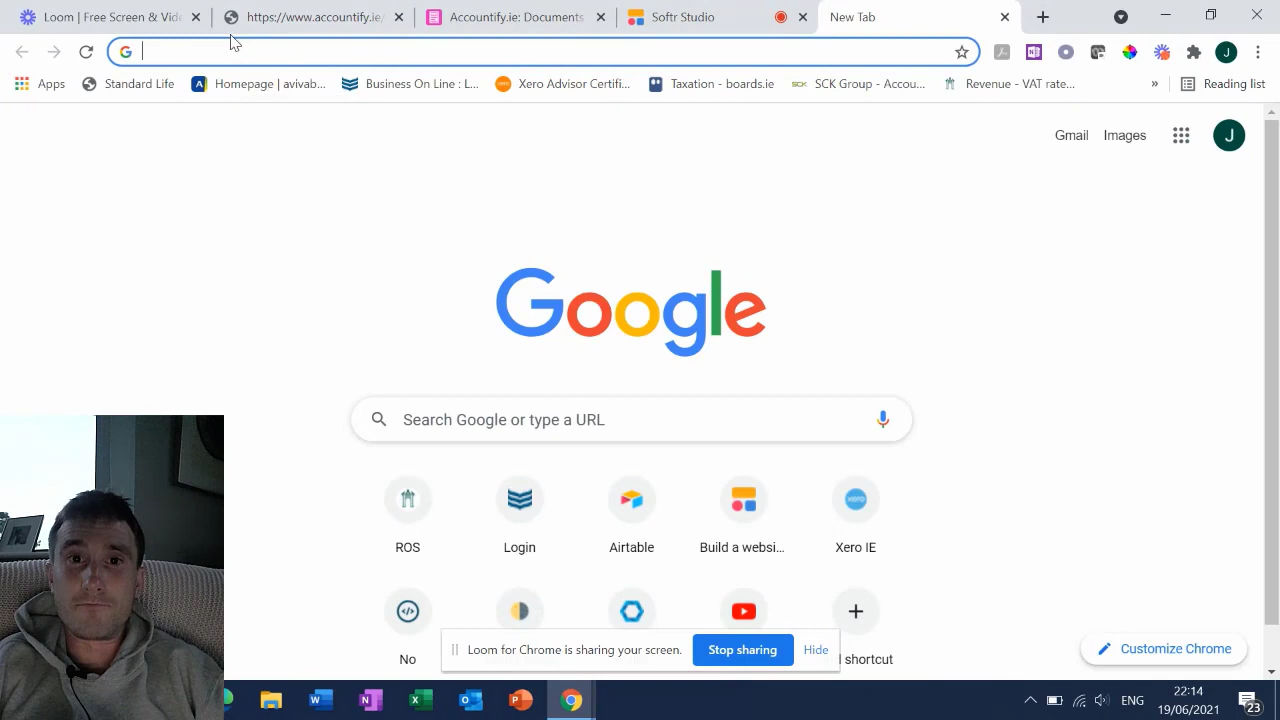 Loom | Free Screen & Vide
https://www.accountify.ie/
Accountify.ie: Documents
Softr Studio
New Tab
Apps
Standard Life
Homepage | avivab...
Business On Line : L...
Xero Advisor Certifi...
Taxation - boards.ie
SCK
SCK Group - Accou...
Revenue - VAT rate...
»
Reading list
J
Gmail
Images
J
Google
Search Google or type a URL
ROS
Login
Airtable
Build a websi...
xero
Xero IE
No
shortcut
Loom for Chrome is sharing your screen.
Stop sharing
Hide
Customize Chrome
ENG
22:14
19/06/2021
23